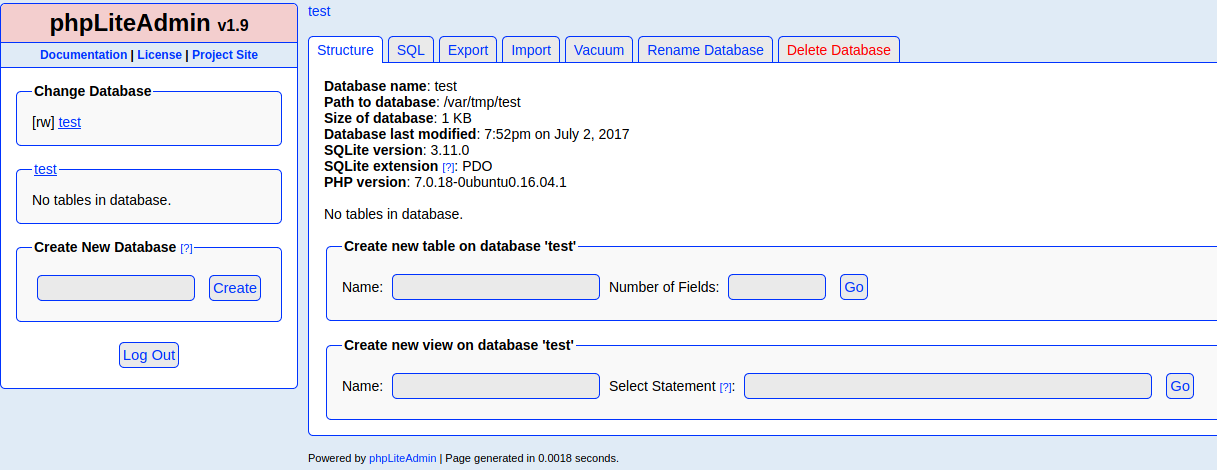 phpLiteAdmin v1.9
Documentation | License | Project Site
Change Database
[rw] test
test
No tables in database.
Create New Database [?]
Create
Log Out
test
Structure SQL Export Import Vacuum Rename Database Delete Database
Database name: test
Path to database: /var/tmp/test
Size of database: 1 KB
Database last modified: 7:52pm on July 2, 2017
SQLite version: 3.11.0
SQLite extension [?]: PDO
PHP version: 7.0.18-0ubuntu0.16.04.1
No tables in database.
Create new table on database 'test'
Name: Number of Fields: Go
Create new view on database 'test'
Name: Select Statement [?]: Go
Powered by phpLiteAdmin | Page generated in 0.0018 seconds.